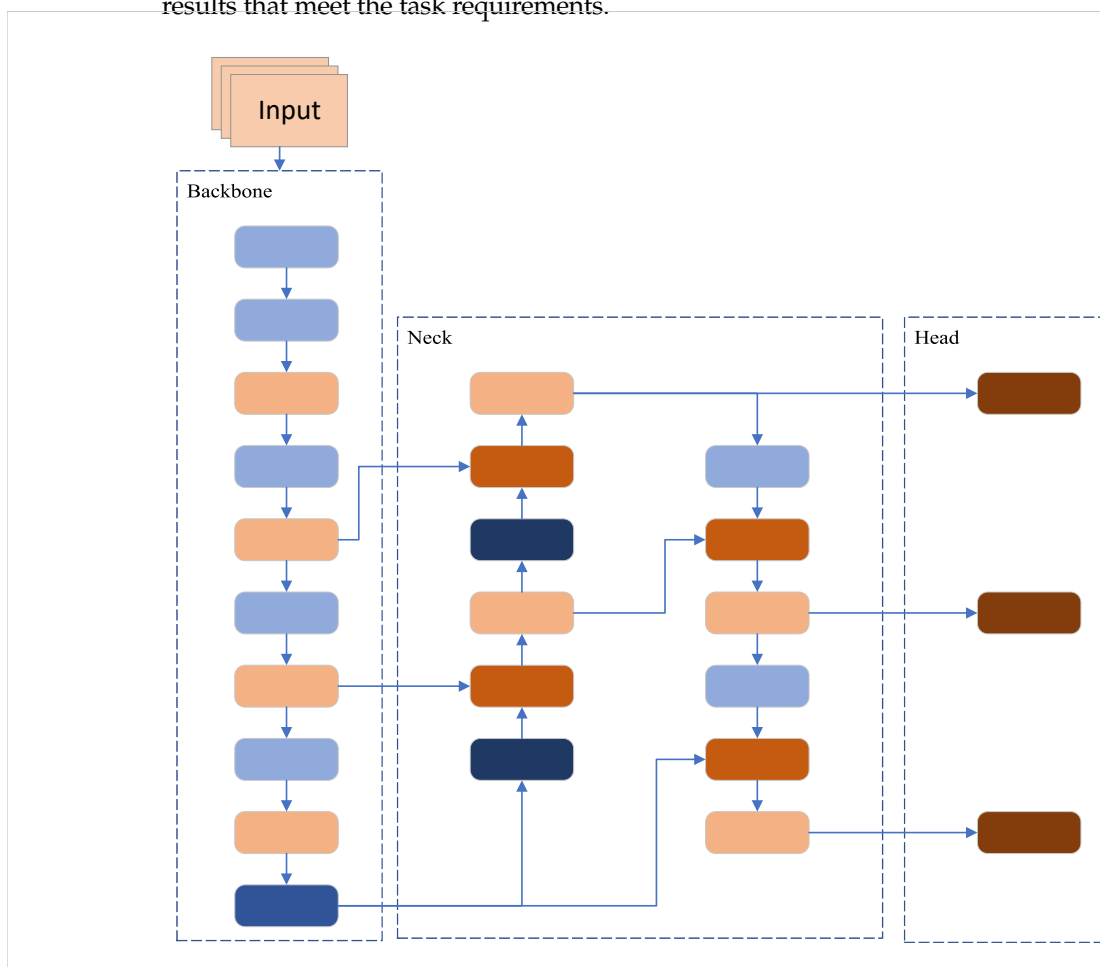 results that meet the task requirements.
Input
Backbone
Neck
Head